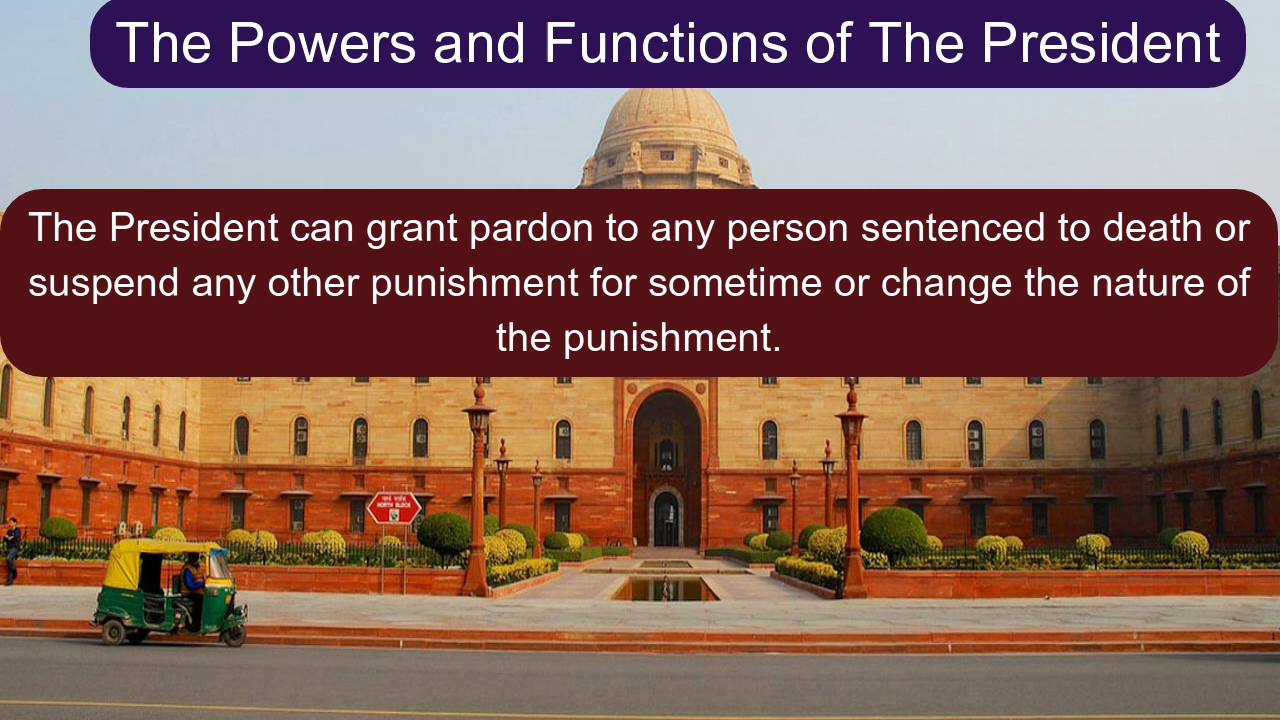 The Powers and Functions of The President
The President can grant pardon to any person sentenced to death or
suspend any other punishment for sometime or change the nature of
the punishment.
NORTH BLOCK